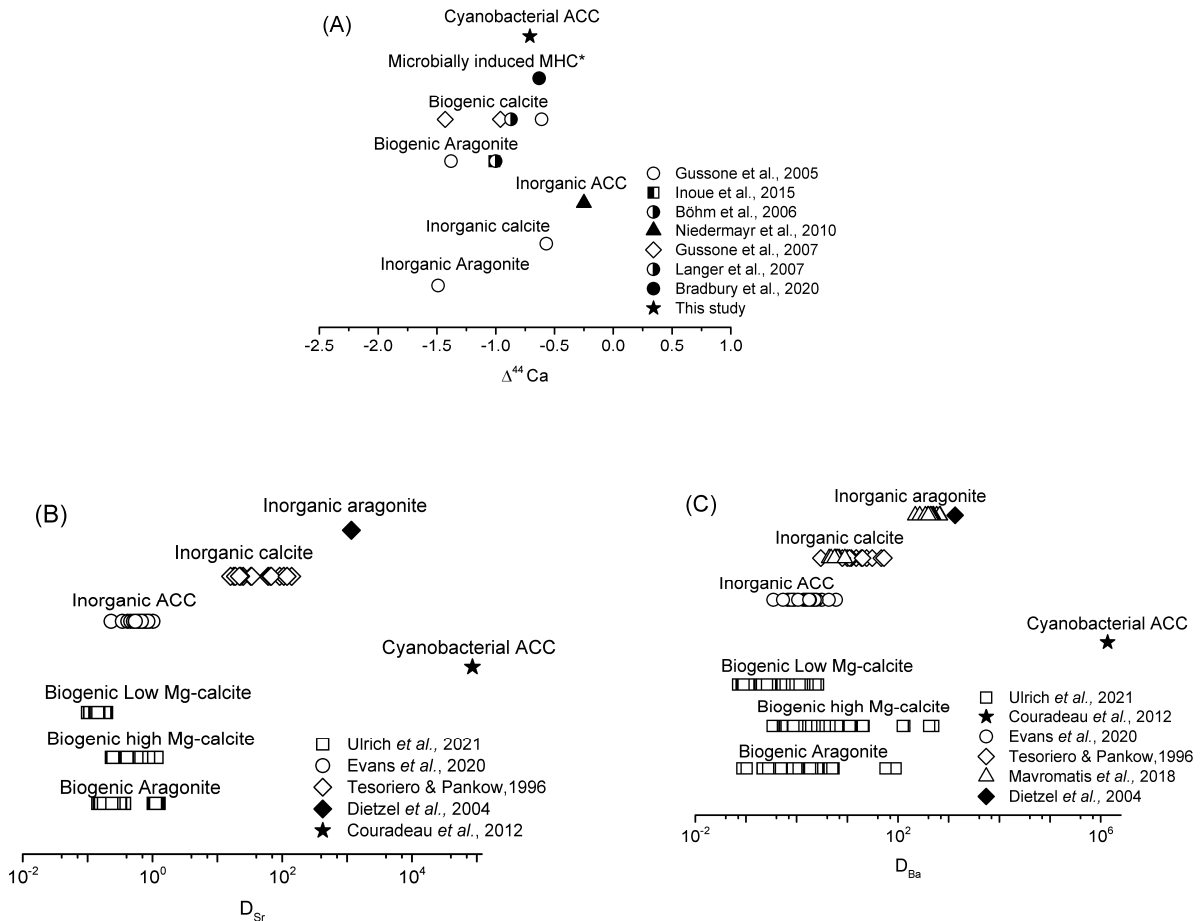 (A)
Cyanobacterial ACC
Microbially induced MHC*
Biogenic calcite
Biogenic Aragonite
Inorganic ACC
Inorganic calcite
Inorganic Aragonite
Gussone et al., 2005
Inoue et al., 2015
Böhm et al., 2006
Niedermayr et al., 2010
Gussone et al., 2007
Langer et al., 2007
Bradbury et al., 2020
This study
-2.5 -2.0 -1.5 -1.0 -0.5 0.0 0.5 1.0
Δ⁴⁴ Ca
(B)
Inorganic aragonite
Inorganic calcite
Inorganic ACC
Cyanobacterial ACC
Biogenic Low Mg-calcite
Biogenic high Mg-calcite
Biogenic Aragonite
Ulrich et al., 2021
Evans et al., 2020
Tesoriero & Pankow,1996
Dietzel et al., 2004
Couradeau et al., 2012
10⁻² 10⁰ 10² 10⁴
D_Sr
(C)
Inorganic aragonite
Inorganic calcite
Inorganic ACC
Cyanobacterial ACC
Biogenic Low Mg-calcite
Biogenic high Mg-calcite
Biogenic Aragonite
Ulrich et al., 2021
Couradeau et al., 2012
Evans et al., 2020
Tesoriero & Pankow,1996
Mavromatis et al., 2018
Dietzel et al., 2004
10⁻² 10² 10⁶
D_Ba